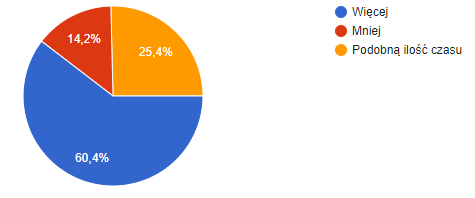 Więcej
Mniej
Podobną ilość czasu
14,2%
25,4%
60,4%